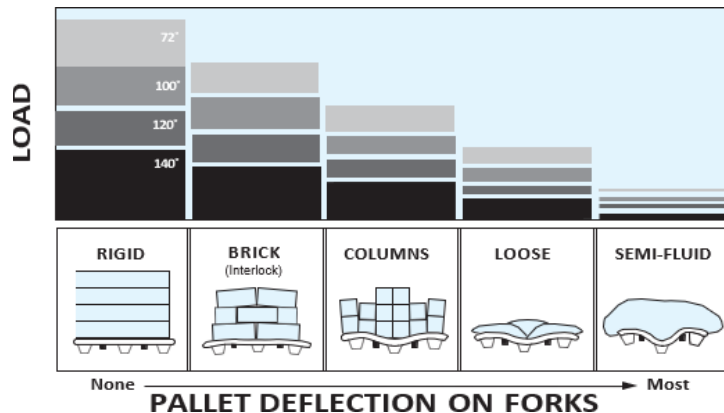 LOAD
72˚
100˚
120˚
140˚
RIGID
BRICK
(Interlock)
COLUMNS
LOOSE
SEMI-FLUID
None
Most
PALLET DEFLECTION ON FORKS